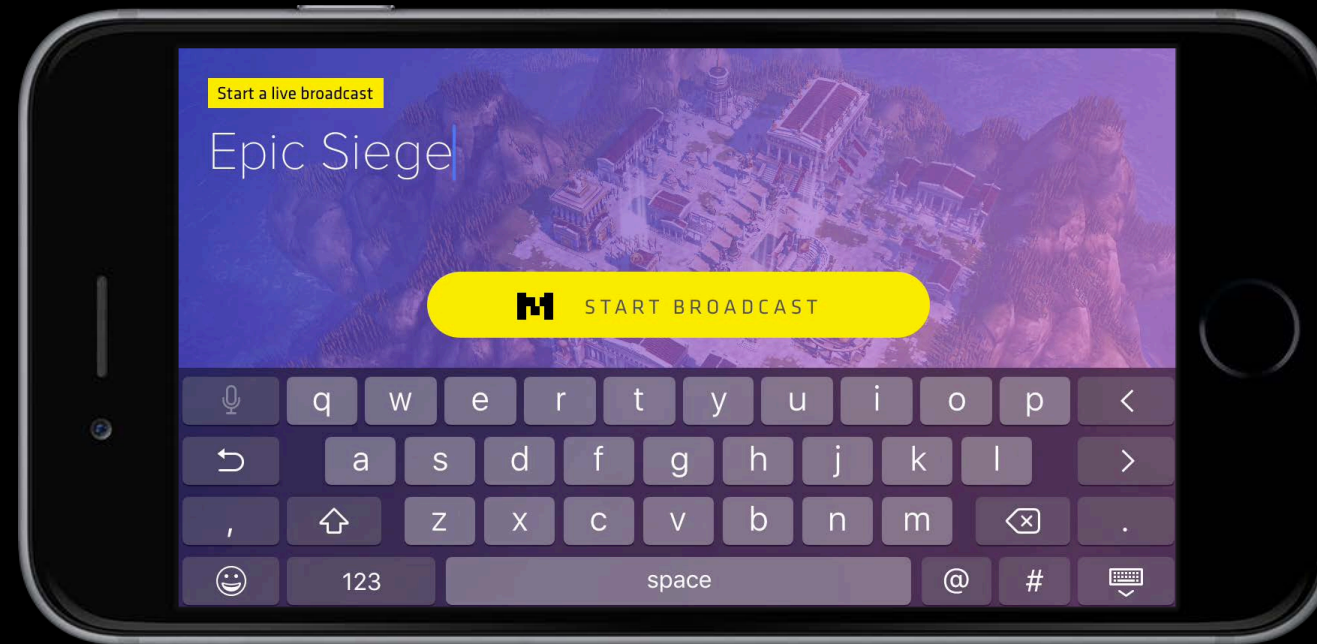 Start a live broadcast
Epic Siege
START BROADCAST
q w e r t y u i o p <
a s d f g h j k l >
, z x c v b n m .
123 space @ #